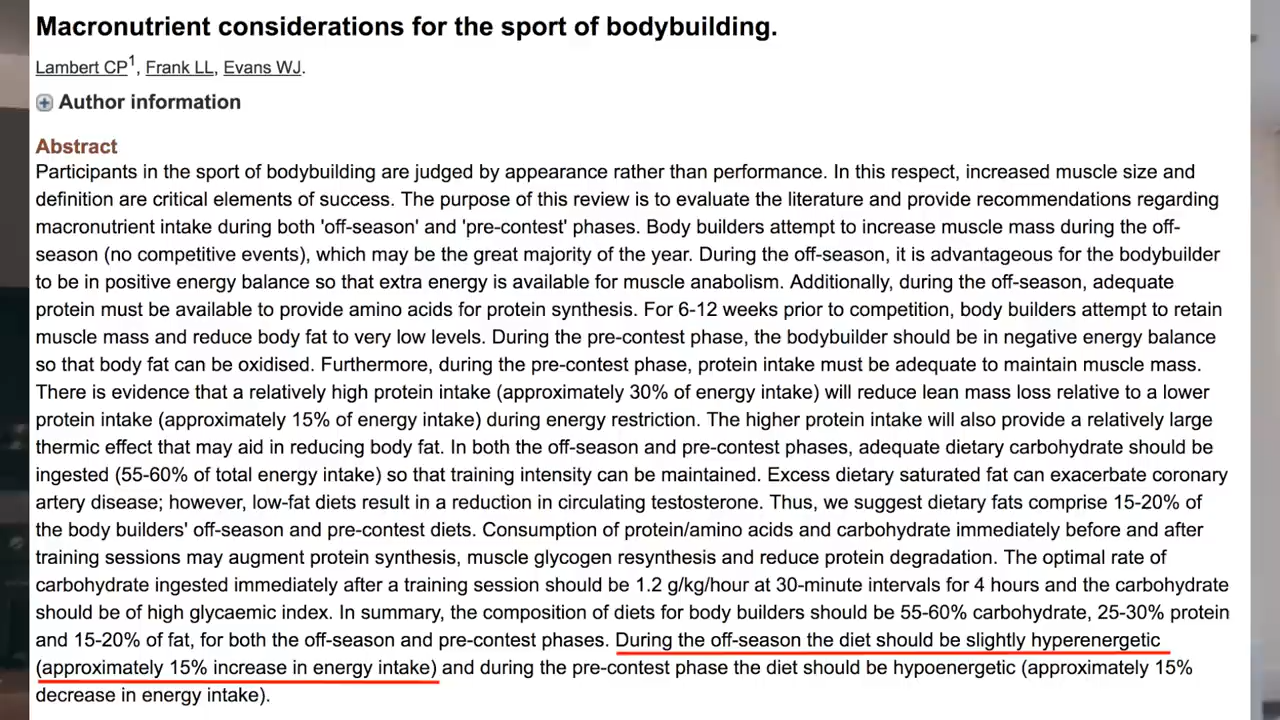 Macronutrient considerations for the sport of bodybuilding.
Lambert CP1, Frank LL, Evans WJ.
Author information
Abstract
Participants in the sport of bodybuilding are judged by appearance rather than performance. In this respect, increased muscle size and
definition are critical elements of success. The purpose of this review is to evaluate the literature and provide recommendations regarding
macronutrient intake during both 'off-season' and 'pre-contest' phases. Body builders attempt to increase muscle mass during the off-
season (no competitive events), which may be the great majority of the year. During the off-season, it is advantageous for the bodybuilder
to be in positive energy balance so that extra energy is available for muscle anabolism. Additionally, during the off-season, adequate
protein must be available to provide amino acids for protein synthesis. For 6-12 weeks prior to competition, body builders attempt to retain
muscle mass and reduce body fat to very low levels. During the pre-contest phase, the bodybuilder should be in negative energy balance
so that body fat can be oxidised. Furthermore, during the pre-contest phase, protein intake must be adequate to maintain muscle mass.
There is evidence that a relatively high protein intake (approximately 30% of energy intake) will reduce lean mass loss relative to a lower
protein intake (approximately 15% of energy intake) during energy restriction. The higher protein intake will also provide a relatively large
thermic effect that may aid in reducing body fat. In both the off-season and pre-contest phases, adequate dietary carbohydrate should be
ingested (55-60% of total energy intake) so that training intensity can be maintained. Excess dietary saturated fat can exacerbate coronary
artery disease; however, low-fat diets result in a reduction in circulating testosterone. Thus, we suggest dietary fats comprise 15-20% of
the body builders' off-season and pre-contest diets. Consumption of protein/amino acids and carbohydrate immediately before and after
training sessions may augment protein synthesis, muscle glycogen resynthesis and reduce protein degradation. The optimal rate of
carbohydrate ingested immediately after a training session should be 1.2 g/kg/hour at 30-minute intervals for 4 hours and the carbohydrate
should be of high glycaemic index. In summary, the composition of diets for body builders should be 55-60% carbohydrate, 25-30% protein
and 15-20% of fat, for both the off-season and pre-contest phases. During the off-season the diet should be slightly hyperenergetic
(approximately 15% increase in energy intake) and during the pre-contest phase the diet should be hypoenergetic (approximately 15%
decrease in energy intake).